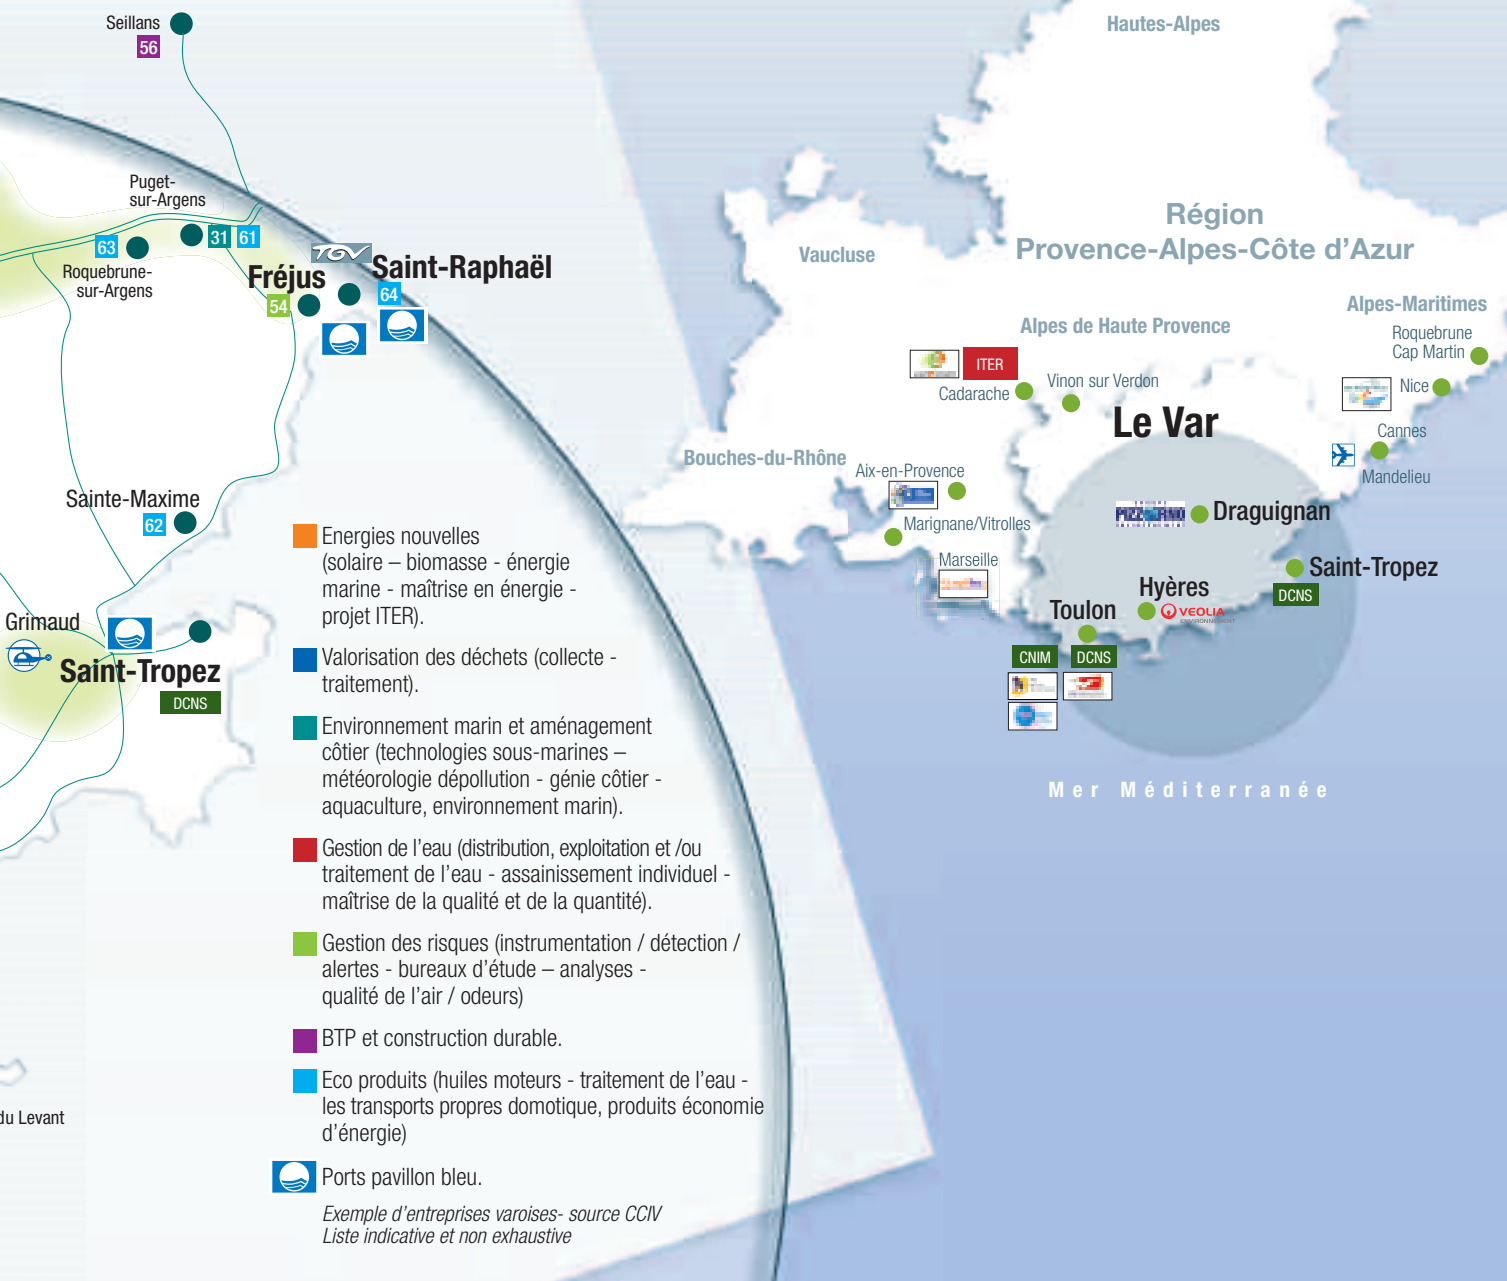 Seillans
56
Puget-
sur-Argens
31
61
63
Roquebrune-
sur-Argens
TGV
Fréjus
Saint-Raphaël
54
64
Sainte-Maxime
62
Grimaud
Saint-Tropez
DCNS
du Levant
Energies nouvelles
(solaire – biomasse - énergie
marine - maîtrise en énergie -
projet ITER).
Valorisation des déchets (collecte -
traitement).
Environnement marin et aménagement
côtier (technologies sous-marines –
météorologie dépollution - génie côtier -
aquaculture, environnement marin).
Gestion de l’eau (distribution, exploitation et /ou
traitement de l’eau - assainissement individuel -
maîtrise de la qualité et de la quantité).
Gestion des risques (instrumentation / détection /
alertes - bureaux d’étude – analyses -
qualité de l’air / odeurs)
BTP et construction durable.
Eco produits (huiles moteurs - traitement de l’eau -
les transports propres domotique, produits économie
d’énergie)
Ports pavillon bleu.
Exemple d’entreprises varoises- source CCIV
Liste indicative et non exhaustive
Hautes-Alpes
Région
Provence-Alpes-Côte d’Azur
Vaucluse
Alpes-Maritimes
Alpes de Haute Provence
Roquebrune
Cap Martin
ITER
Cadarache
Vinon sur Verdon
Nice
Le Var
Cannes
Mandelieu
Bouches-du-Rhône
Aix-en-Provence
Marignane/Vitrolles
Marseille
Draguignan
Saint-Tropez
DCNS
Hyères
VEOLIA
ENVIRONNEMENT
Toulon
CNIM
DCNS
Mer Méditerranée